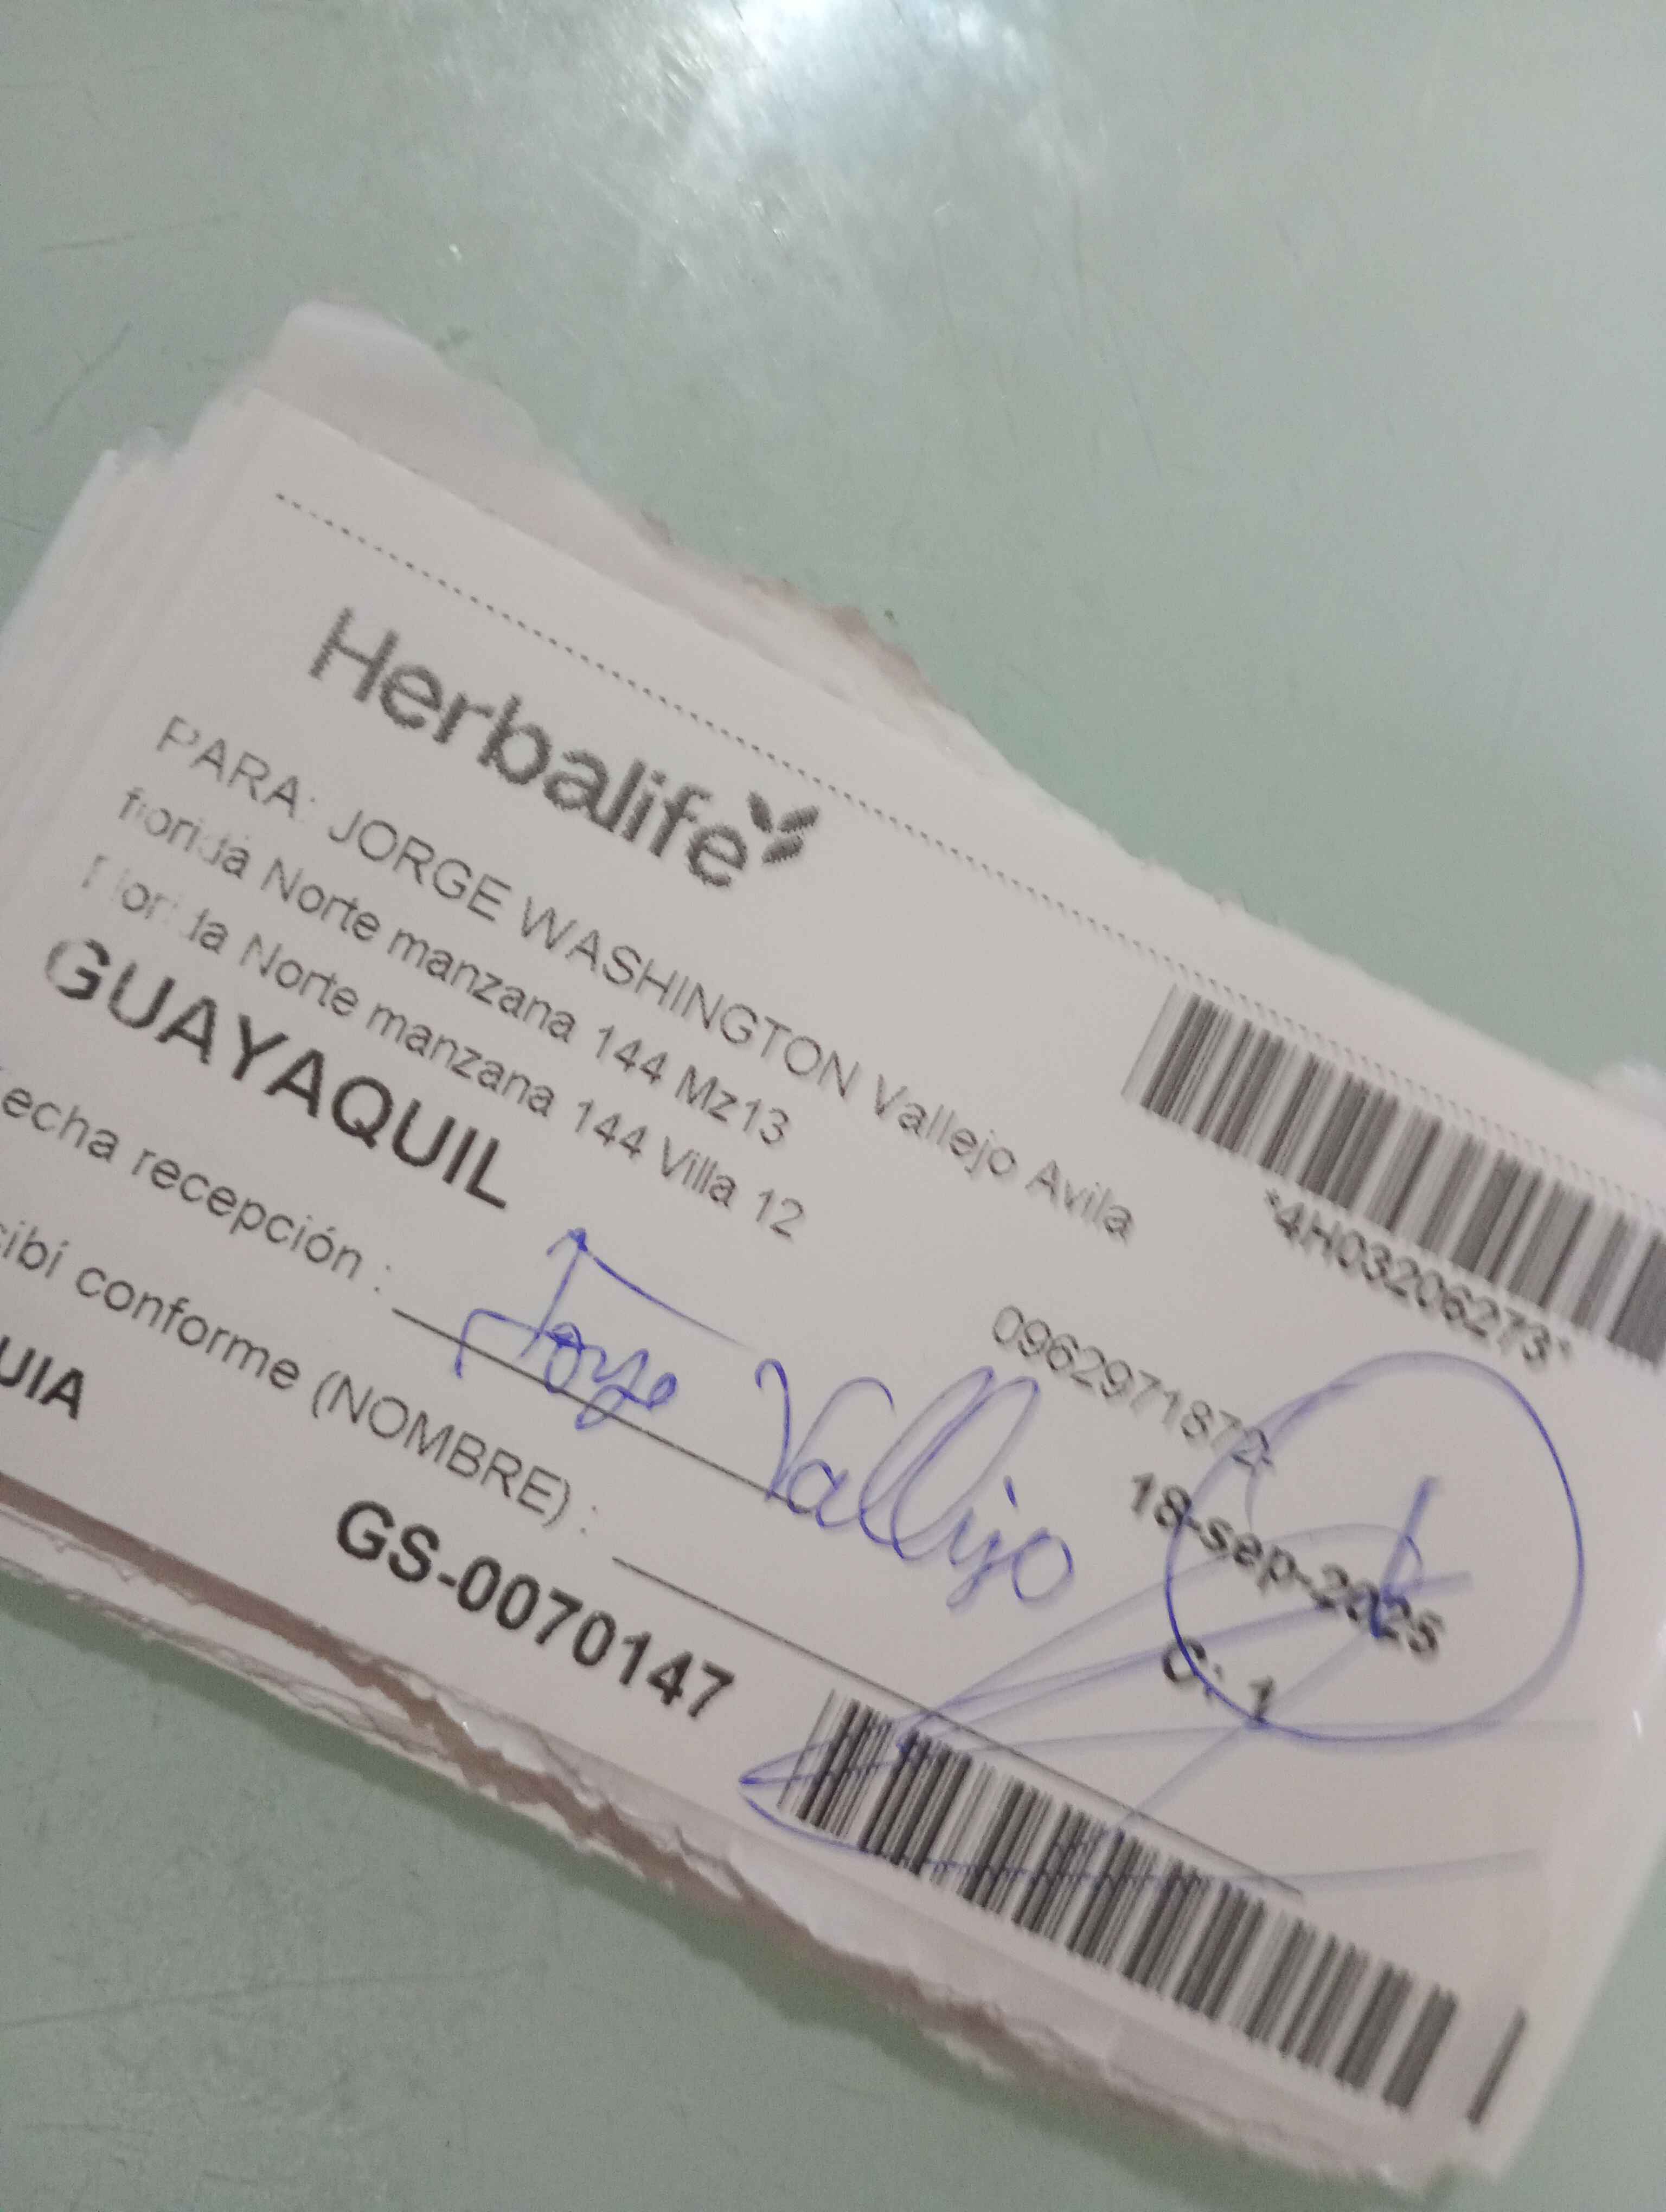 Herbalife
*4H03206273*
PARA: JORGE WASHINGTON Vallejo Avila
florida Norte manzana 144 Mz13
Florida Norte manzana 144 Villa 12
0962971872
GUAYAQUIL
18-sep-2025
echa recepción :
Jorge Vallejo
C: 1
cibí conforme (NOMBRE) :
UIA
GS-0070147